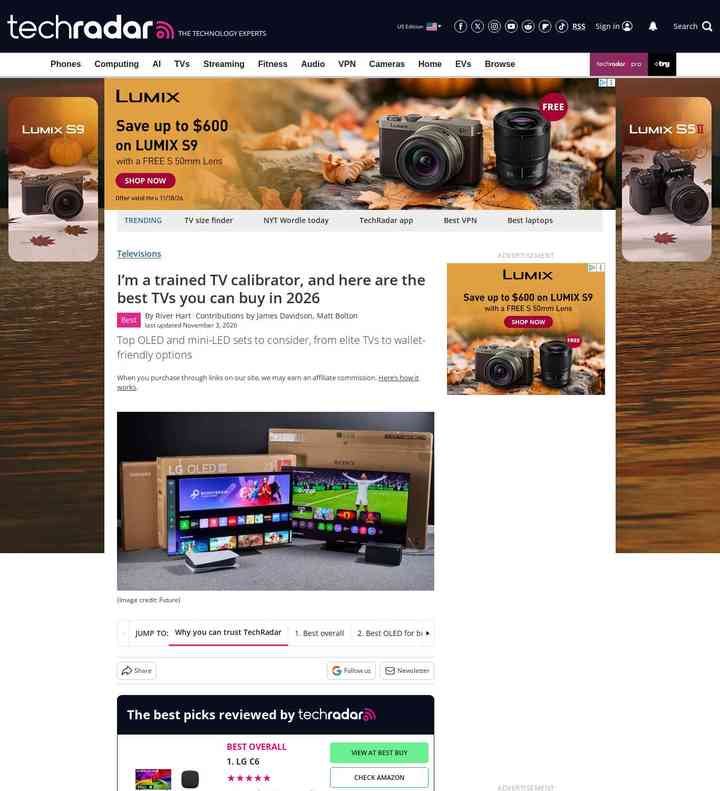 techradar
THE TECHNOLOGY EXPERTS
US Edition
RSS
Sign in
Search
Phones
Computing
AI
TVs
Streaming
Fitness
Audio
VPN
Cameras
Home
EVs
Browse
techradar pro
LUMIX
Save up to $600
on LUMIX S9
with a FREE S 50mm Lens
SHOP NOW
Offer valid thru 11/18/26
FREE
LUMIX S9
LUMIX S5II
TRENDING
TV size finder
NYT Wordle today
TechRadar app
Best VPN
Best laptops
Televisions
I’m a trained TV calibrator, and here are the
best TVs you can buy in 2026
Best
By River Hart Contributions by James Davidson, Matt Bolton
last updated November 3, 2026
Top OLED and mini-LED sets to consider, from elite TVs to wallet-
friendly options
When you purchase through links on our site, we may earn an affiliate commission. Here’s how it
works.
ADVERTISEMENT
LUMIX
Save up to $600 on LUMIX S9
with a FREE S 50mm Lens
SHOP NOW
FREE
LG OLED
SONY
(Image credit: Future)
JUMP TO:
Why you can trust TechRadar
1. Best overall
2. Best OLED for bi
Share
Follow us
Newsletter
The best picks reviewed by techradar
BEST OVERALL
1. LG C6
★★★★★
VIEW AT BEST BUY
CHECK AMAZON
ADVERTISEMENT